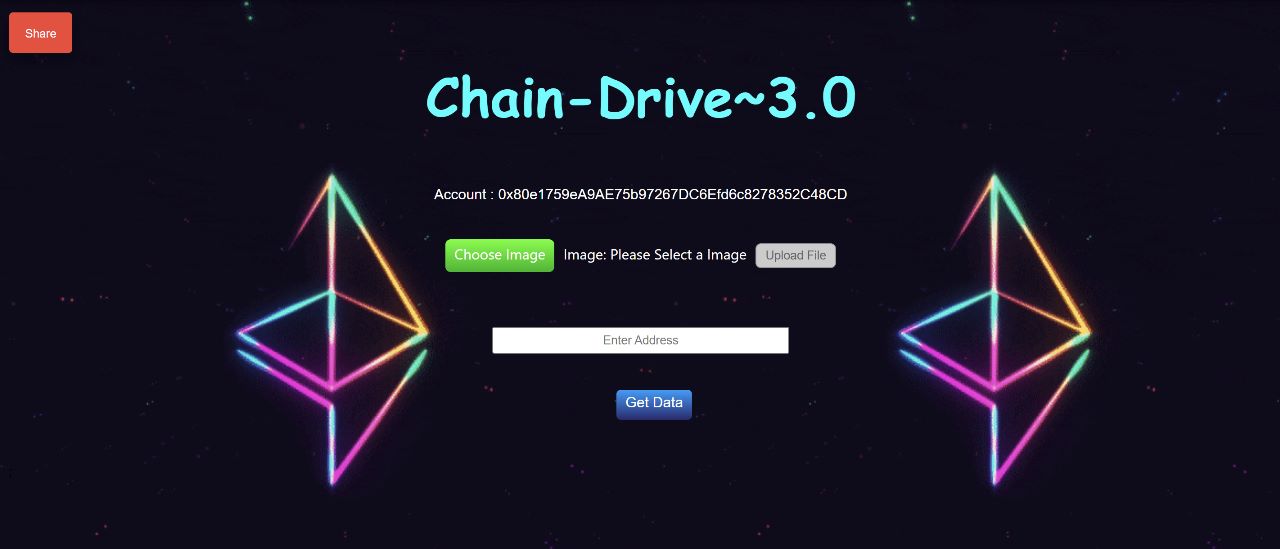 Share
Chain-Drive~3.0
Account : 0x80e1759eA9AE75b97267DC6Efd6c8278352C48CD
Choose Image Image: Please Select a Image Upload File
Enter Address
Get Data